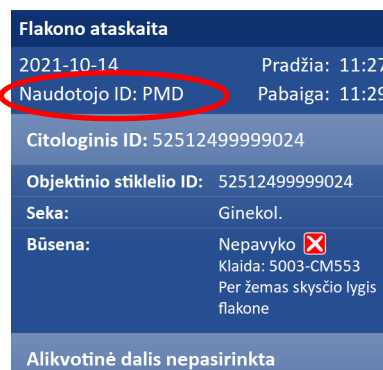 Flakono ataskaita
2021-10-14 Pradžia: 11:27
Naudotojo ID: PMD Pabaiga: 11:29
Citologinis ID: 52512499999024
Objektinio stiklelio ID: 52512499999024
Seka: Ginekol.
Būsena: Nepavyko
Klaida: 5003-CM553
Per žemas skysčio lygis
flakone
Alikvotinė dalis nepasirinkta